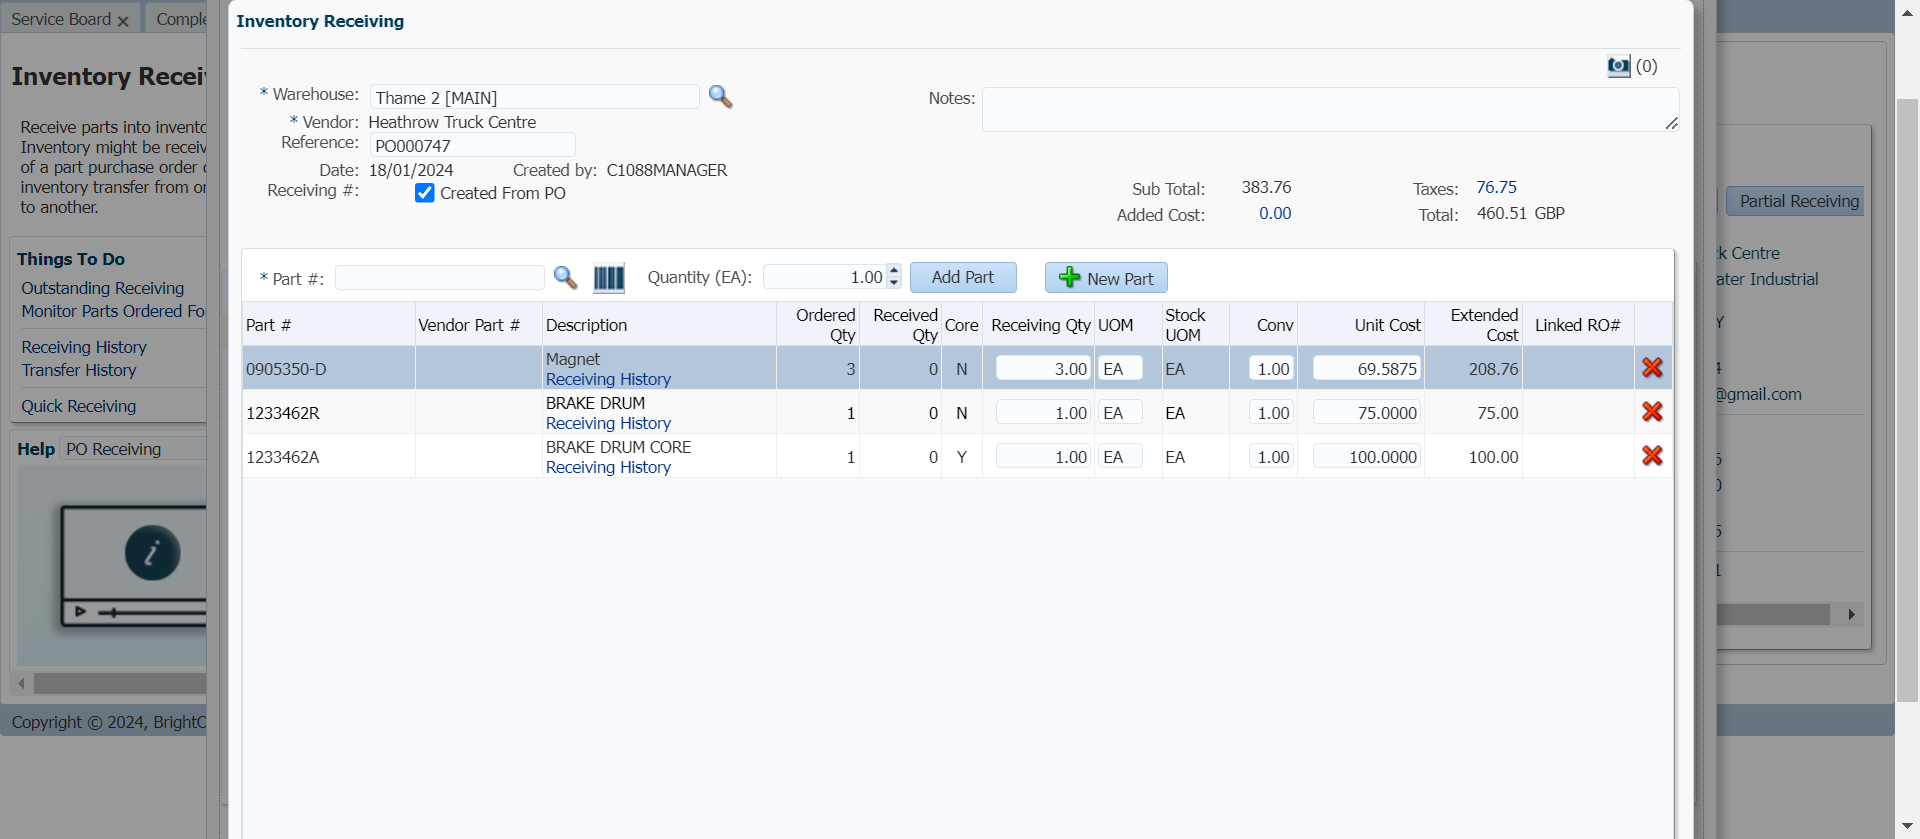 Service Board
Comple
Inventory Receiving
Inventory Recei
Receive parts into invento
Inventory might be receiv
of a part purchase order o
inventory transfer from or
to another.
Things To Do
Outstanding Receiving
Monitor Parts Ordered Fo
Receiving History
Transfer History
Quick Receiving
Help PO Receiving
Copyright © 2024, BrightO
(0)
* Warehouse: Thame 2 [MAIN]
Notes:
* Vendor: Heathrow Truck Centre
Reference: PO000747
Date: 18/01/2024 Created by: C1088MANAGER
Receiving #: Created From PO
Sub Total: 383.76 Taxes: 76.75
Added Cost: 0.00 Total: 460.51 GBP
* Part #: Quantity (EA): 1.00 Add Part New Part
Part # Vendor Part # Description Ordered Qty Received Qty Core Receiving Qty UOM Stock UOM Conv Unit Cost Extended Cost Linked RO#
0905350-D Magnet 3 0 N 3.00 EA EA 1.00 69.5875 208.76
Receiving History
1233462R BRAKE DRUM 1 0 N 1.00 EA EA 1.00 75.0000 75.00
Receiving History
1233462A BRAKE DRUM CORE 1 0 Y 1.00 EA EA 1.00 100.0000 100.00
Receiving History
Partial Receiving
k Centre
ater Industrial
Y
4
@gmail.com
5
0
5
1